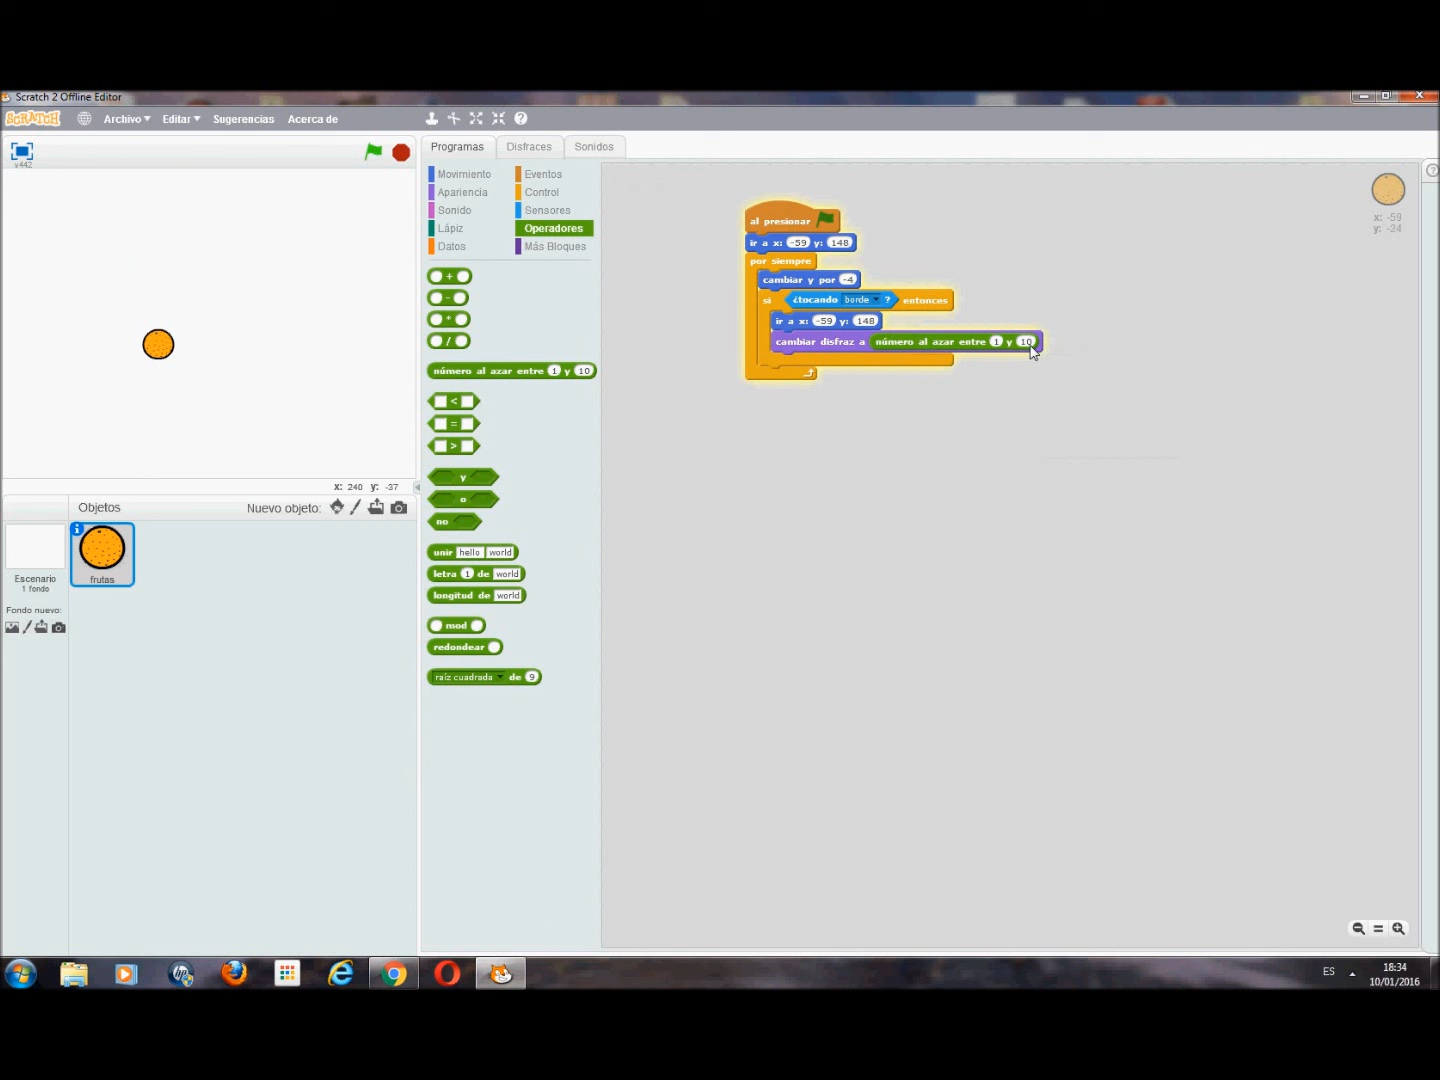 Scratch 2 Offline Editor
SCRATCH Archivo Editar Sugerencias Acerca de
v442
Programas Disfraces Sonidos
Movimiento Eventos
Apariencia Control
Sonido Sensores
Lápiz Operadores
Datos Más Bloques
+
-
*
/
número al azar entre 1 y 10
<
=
>
y
o
no
unir hello world
letra 1 de world
longitud de world
mod
redondear
raíz cuadrada de 9
al presionar
ir a x: -59 y: 148
por siempre
cambiar y por -4
si ¿tocando borde ? entonces
ir a x: -59 y: 148
cambiar disfraz a número al azar entre 1 y 10
x: -59
y: -24
x: 240 y: -37
Objetos Nuevo objeto:
Escenario
1 fondo
Fondo nuevo:
frutas
ES
18:34
10/01/2016